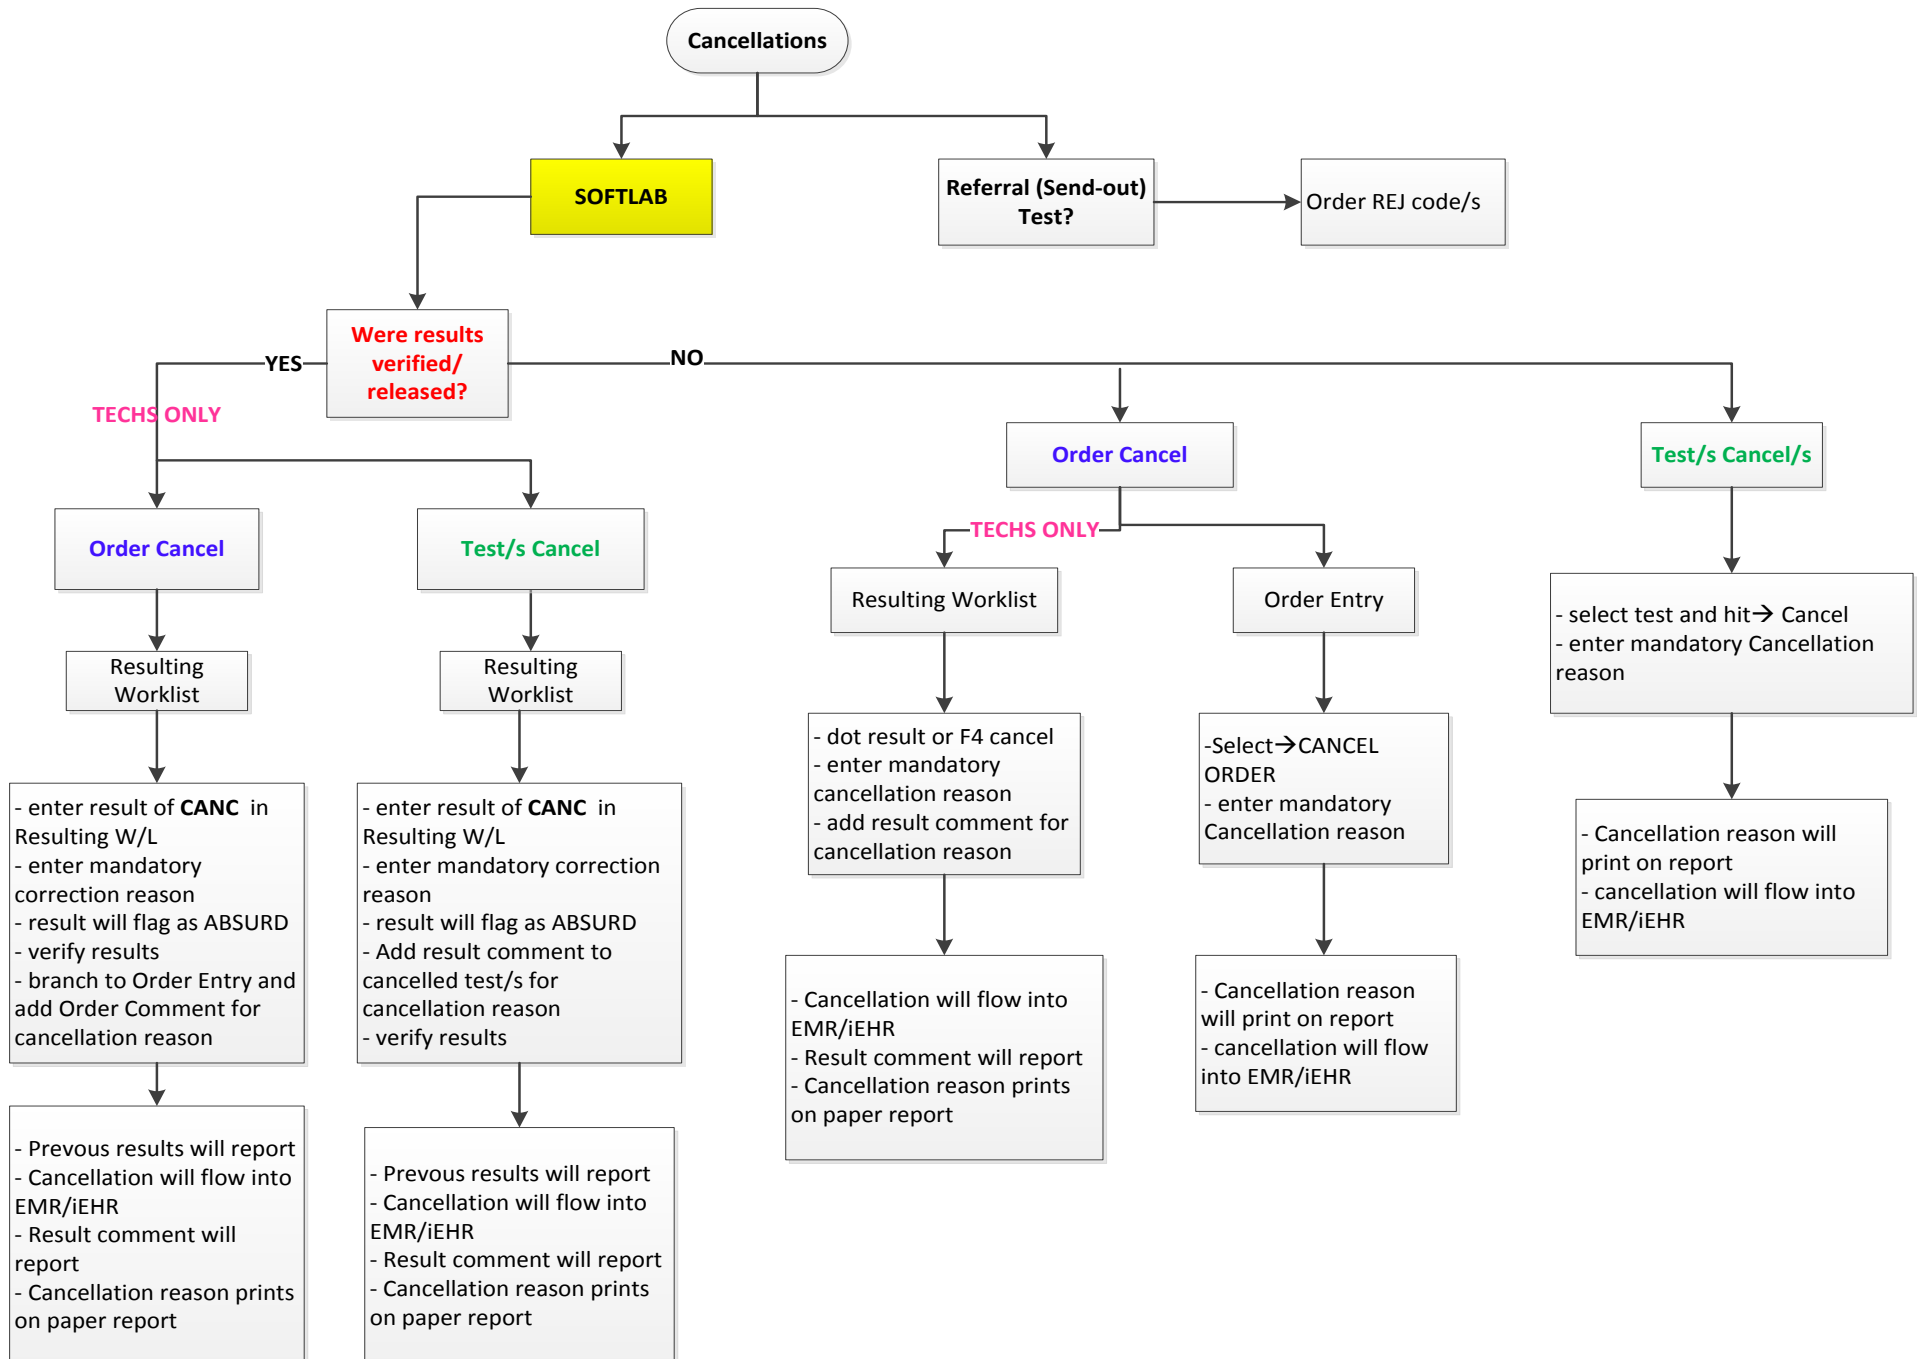 Cancellations
SOFTLAB
Referral (Send-out)
Test?
Order REJ code/s
Were results
verified/
released?
YES
NO
TECHS ONLY
Order Cancel
Test/s Cancel
Order Cancel
Test/s Cancel/s
TECHS ONLY
Resulting
Worklist
Resulting
Worklist
Resulting Worklist
Order Entry
- select test and hit→ Cancel
- enter mandatory Cancellation
reason
- enter result of CANC in
Resulting W/L
- enter mandatory
correction reason
- result will flag as ABSURD
- verify results
- branch to Order Entry and
add Order Comment for
cancellation reason
- enter result of CANC in
Resulting W/L
- enter mandatory correction
reason
- result will flag as ABSURD
- Add result comment to
cancelled test/s for
cancellation reason
- verify results
- dot result or F4 cancel
- enter mandatory
cancellation reason
- add result comment for
cancellation reason
-Select→CANCEL
ORDER
- enter mandatory
Cancellation reason
- Cancellation reason will
print on report
- cancellation will flow into
EMR/iEHR
- Prevous results will report
- Cancellation will flow into
EMR/iEHR
- Result comment will
report
- Cancellation reason prints
on paper report
- Prevous results will report
- Cancellation will flow into
EMR/iEHR
- Result comment will report
- Cancellation reason prints
on paper report
- Cancellation will flow into
EMR/iEHR
- Result comment will report
- Cancellation reason prints
on paper report
- Cancellation reason
will print on report
- cancellation will flow
into EMR/iEHR